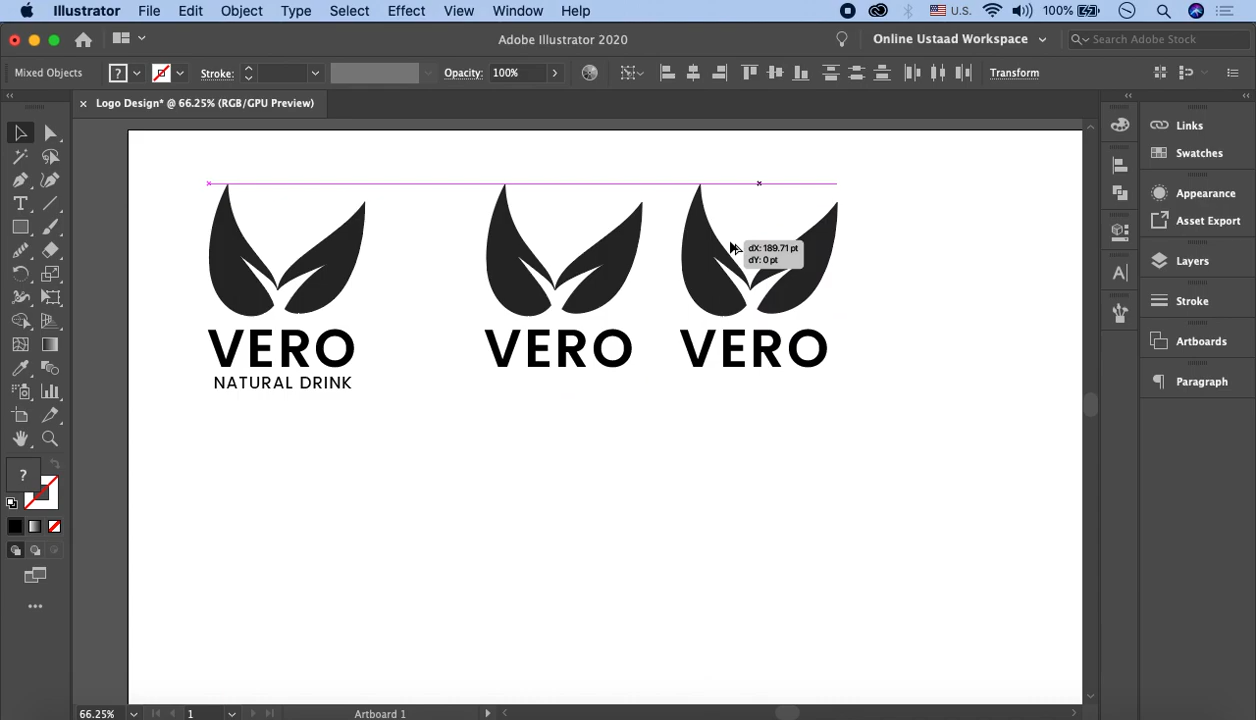 Illustrator File Edit Object Type Select Effect View Window Help U.S. 100%
Adobe Illustrator 2020 Online Ustaad Workspace Search Adobe Stock
Mixed Objects ? Stroke: Opacity: 100% Transform
× Logo Design* @ 66.25% (RGB/GPU Preview)
Links
Swatches
Appearance
Asset Export
Layers
Stroke
Artboards
Paragraph
dX: 189.71 pt
dY: 0 pt
VERO VERO VERO
NATURAL DRINK
?
66.25% 1 Artboard 1